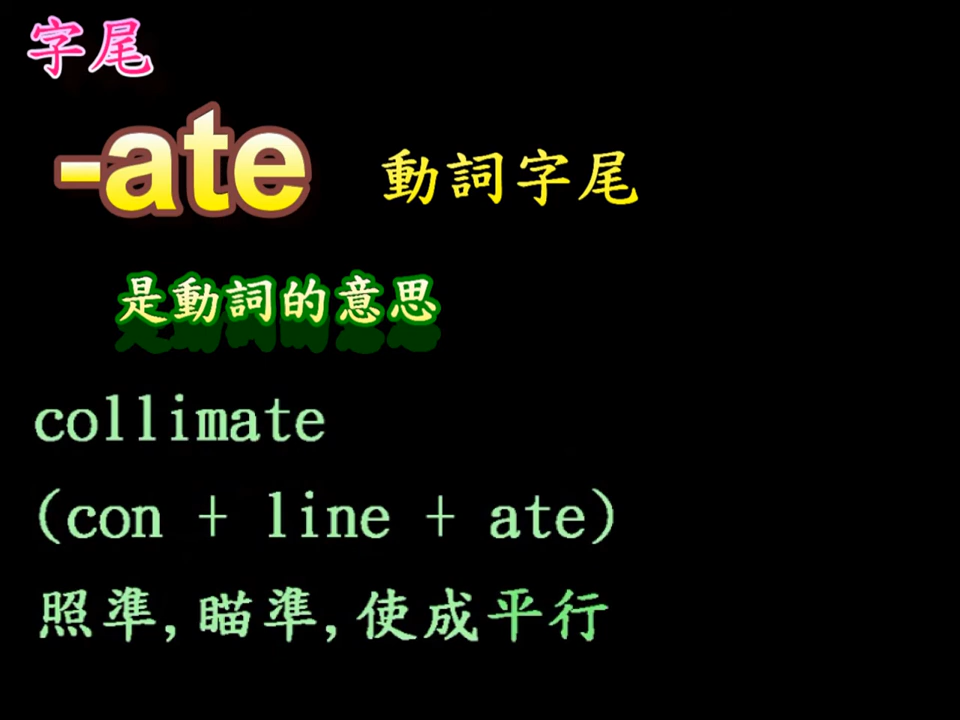 字尾
-ate 動詞字尾
是動詞的意思
collimate
(con + line + ate)
照準,瞄準,使成平行